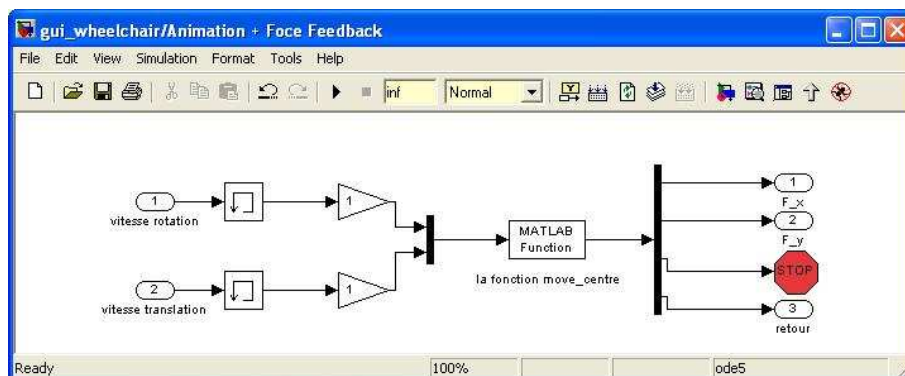 gui_wheelchair/Animation + Foce Feedback
File Edit View Simulation Format Tools Help
inf Normal
1
vitesse rotation
1
2
vitesse translation
1
MATLAB
Function
la fonction move_centre
1
F_x
2
F_y
STOP
3
retour
Ready 100% ode5